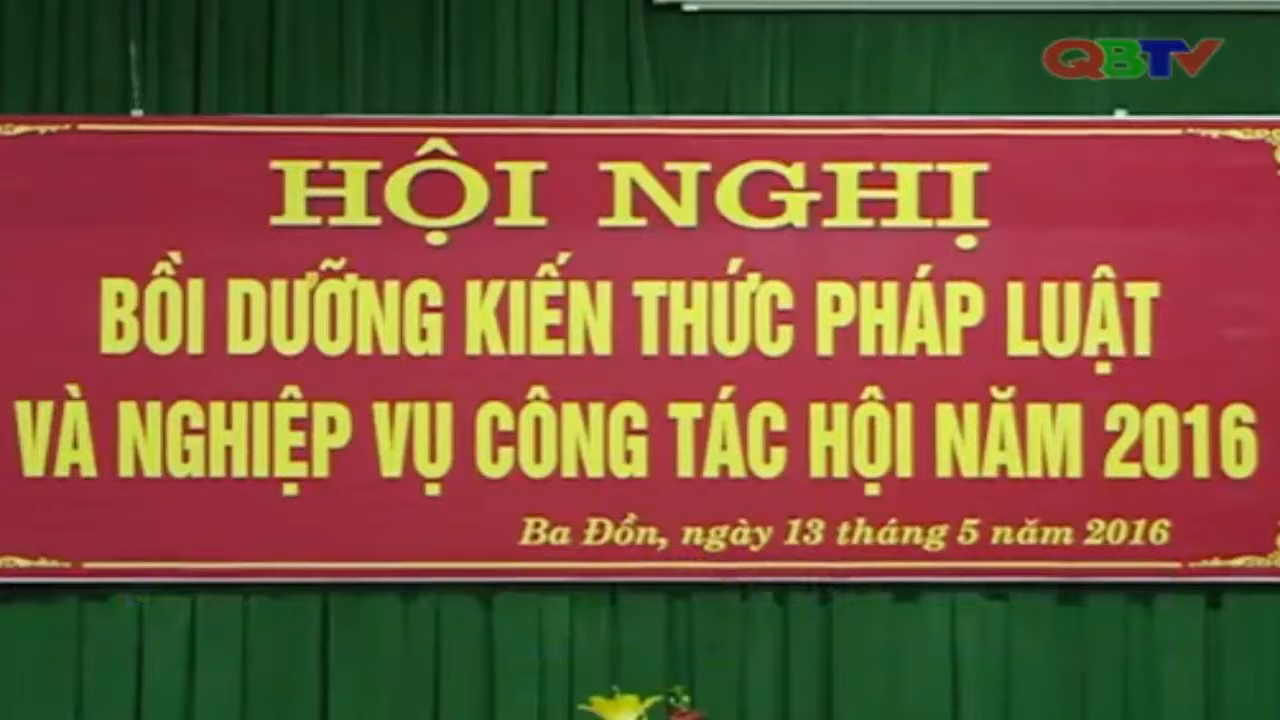 QBTV
HỘI NGHỊ
BỒI DƯỠNG KIẾN THỨC PHÁP LUẬT
VÀ NGHIỆP VỤ CÔNG TÁC HỘI NĂM 2016
Ba Đồn, ngày 13 tháng 5 năm 2016